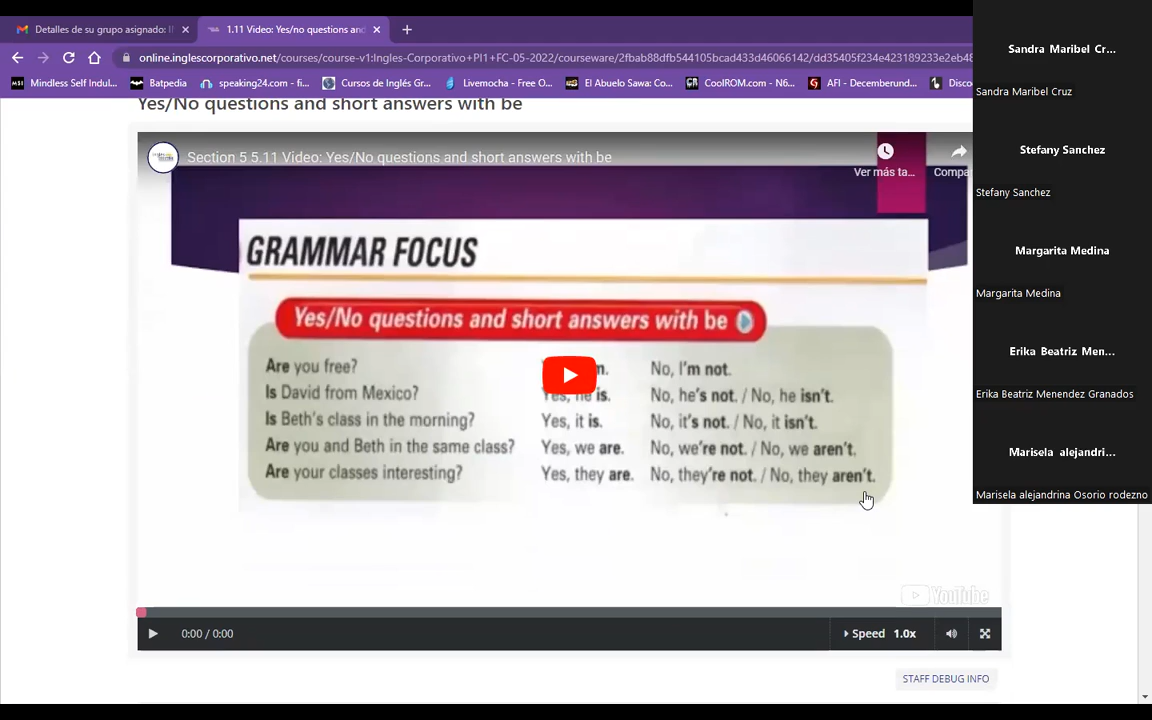 Detalles de su grupo asignado: I
1.11 Video: Yes/no questions and
online.inglescorporativo.net/courses/course-v1:Ingles-Corporativo+PI1+FC-05-2022/courseware/2fbab88dfb544105bcad433d46066142/dd35405f234e423189233e2eb48
Mindless Self Indul...
Batpedia
speaking24.com - fi...
Cursos de Inglés Gr...
Livemocha - Free O...
El Abuelo Sawa: Co...
CoolROM.com - N6...
AFI - Decemberund...
Disco
Yes/No questions and short answers with be
Section 5 5.11 Video: Yes/No questions and short answers with be
Ver más ta...
Compa
GRAMMAR FOCUS
Yes/No questions and short answers with be
Are you free? No, I'm not.
Is David from Mexico? Yes, he is. No, he's not. / No, he isn't.
Is Beth's class in the morning? Yes, it is. No, it's not. / No, it isn't.
Are you and Beth in the same class? Yes, we are. No, we're not. / No, we aren't.
Are your classes interesting? Yes, they are. No, they're not. / No, they aren't.
YouTube
0:00 / 0:00
Speed 1.0x
STAFF DEBUG INFO
Sandra Maribel Cr...
Sandra Maribel Cruz
Stefany Sanchez
Stefany Sanchez
Margarita Medina
Margarita Medina
Erika Beatriz Men...
Erika Beatriz Menendez Granados
Marisela alejandri...
Marisela alejandrina Osorio rodezno